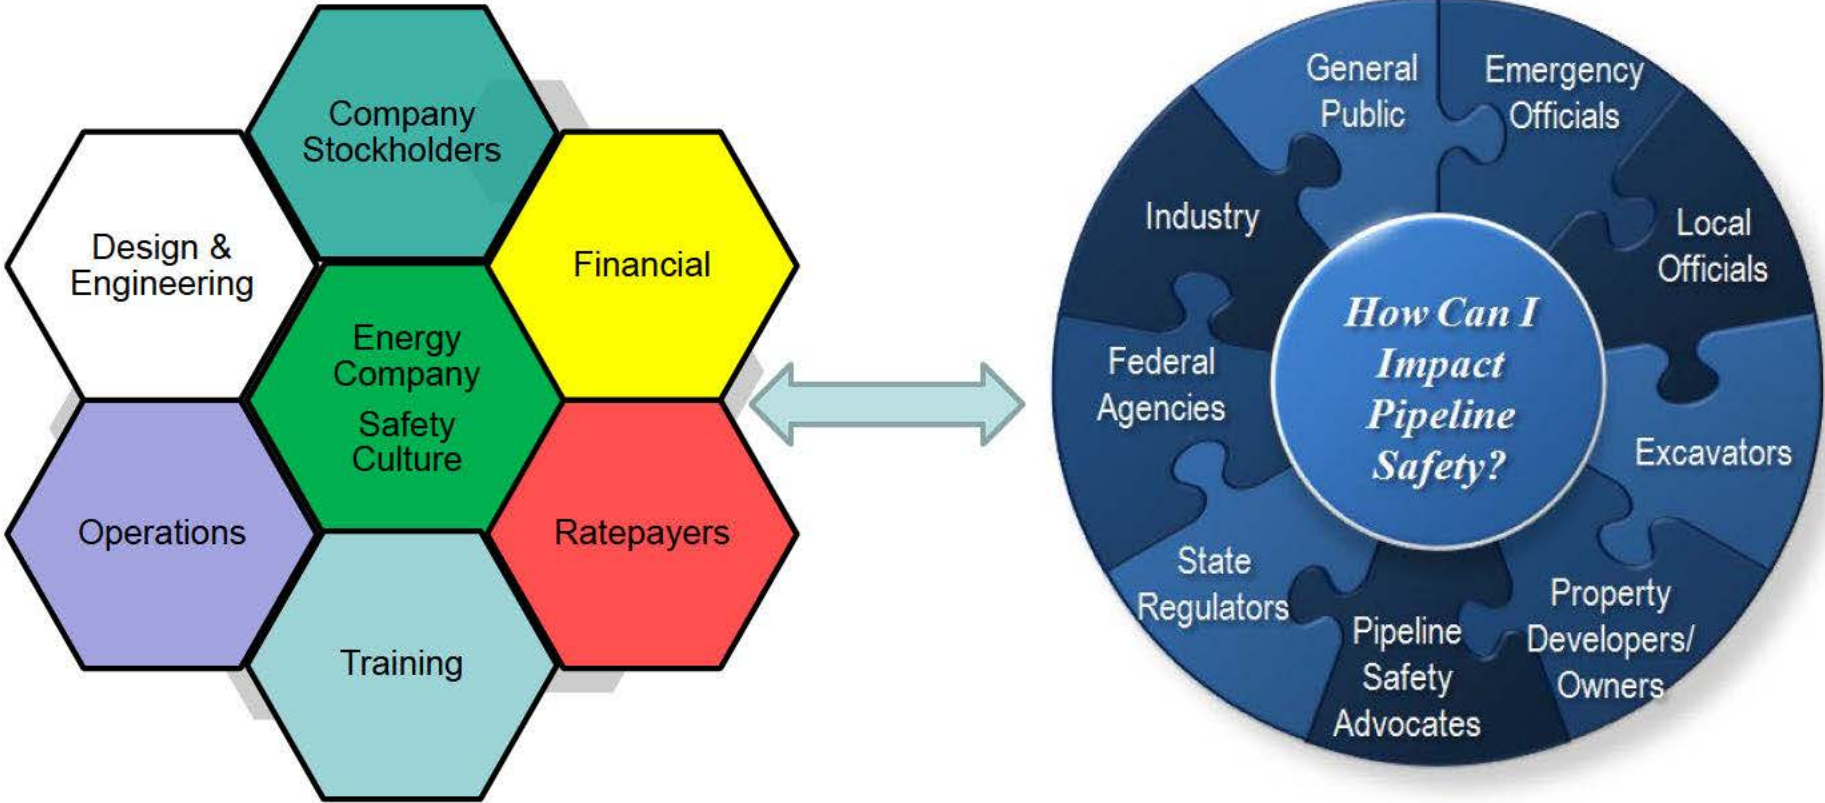 Company
Stockholders
Design &
Engineering
Financial
Energy
Company
Safety
Culture
Operations
Ratepayers
Training
General
Public
Emergency
Officials
Industry
Local
Officials
How Can I
Impact
Pipeline
Safety?
Federal
Agencies
Excavators
State
Regulators
Property
Developers/
Owners
Pipeline
Safety
Advocates